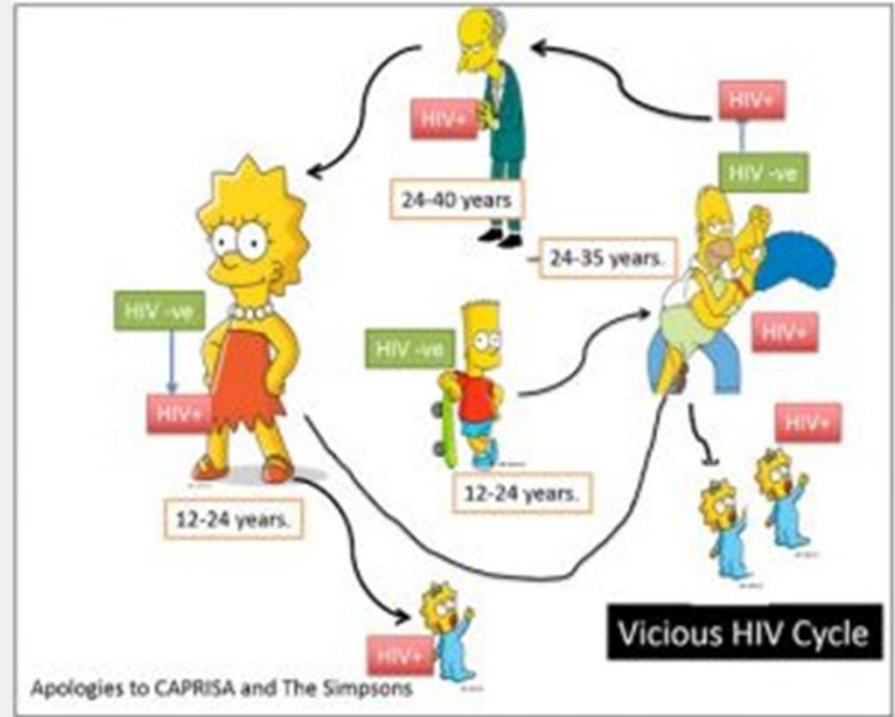 HIV+
HIV+
HIV -ve
24-40 years
24-35 years.
HIV -ve
HIV -ve
HIV+
HIV+
HIV+
12-24 years.
12-24 years.
Vicious HIV Cycle
HIV+
Apologies to CAPRISA and The Simpsons